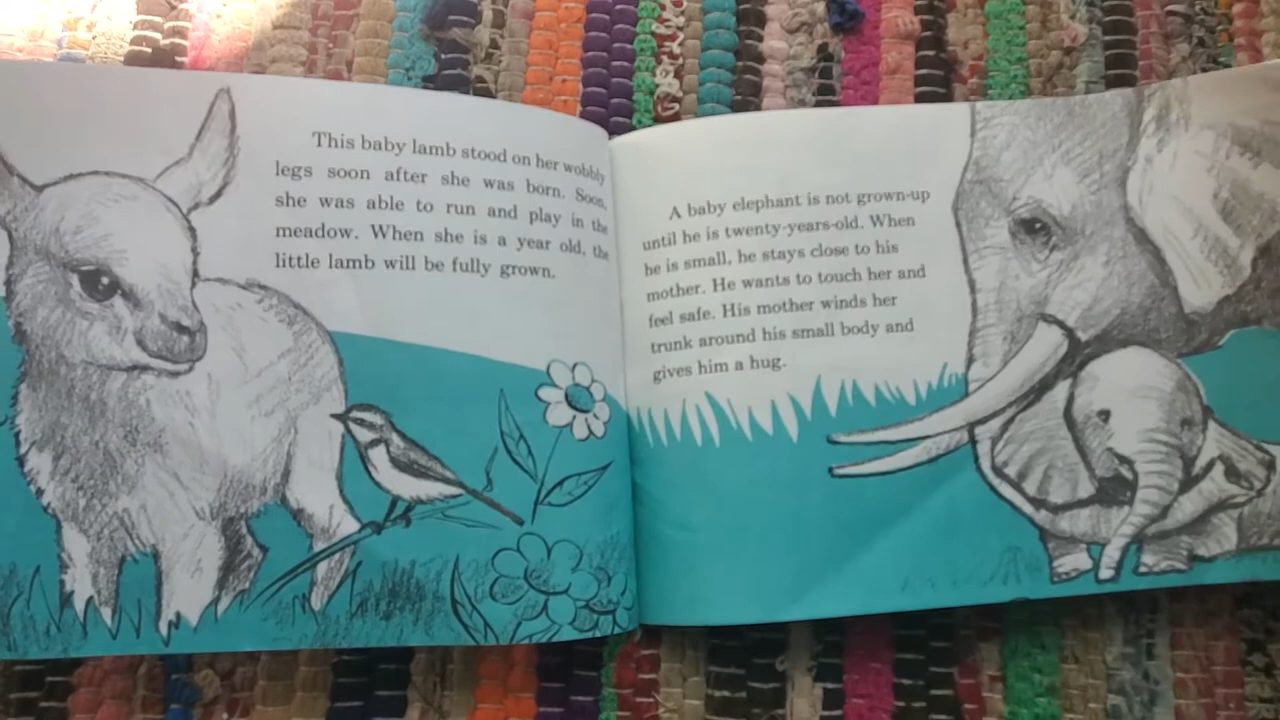 This baby lamb stood on her wobbly
legs soon after she was born. Soon,
she was able to run and play in the
meadow. When she is a year old, the
little lamb will be fully grown.
A baby elephant is not grown-up
until he is twenty-years-old. When
he is small, he stays close to his
mother. He wants to touch her and
feel safe. His mother winds her
trunk around his small body and
gives him a hug.